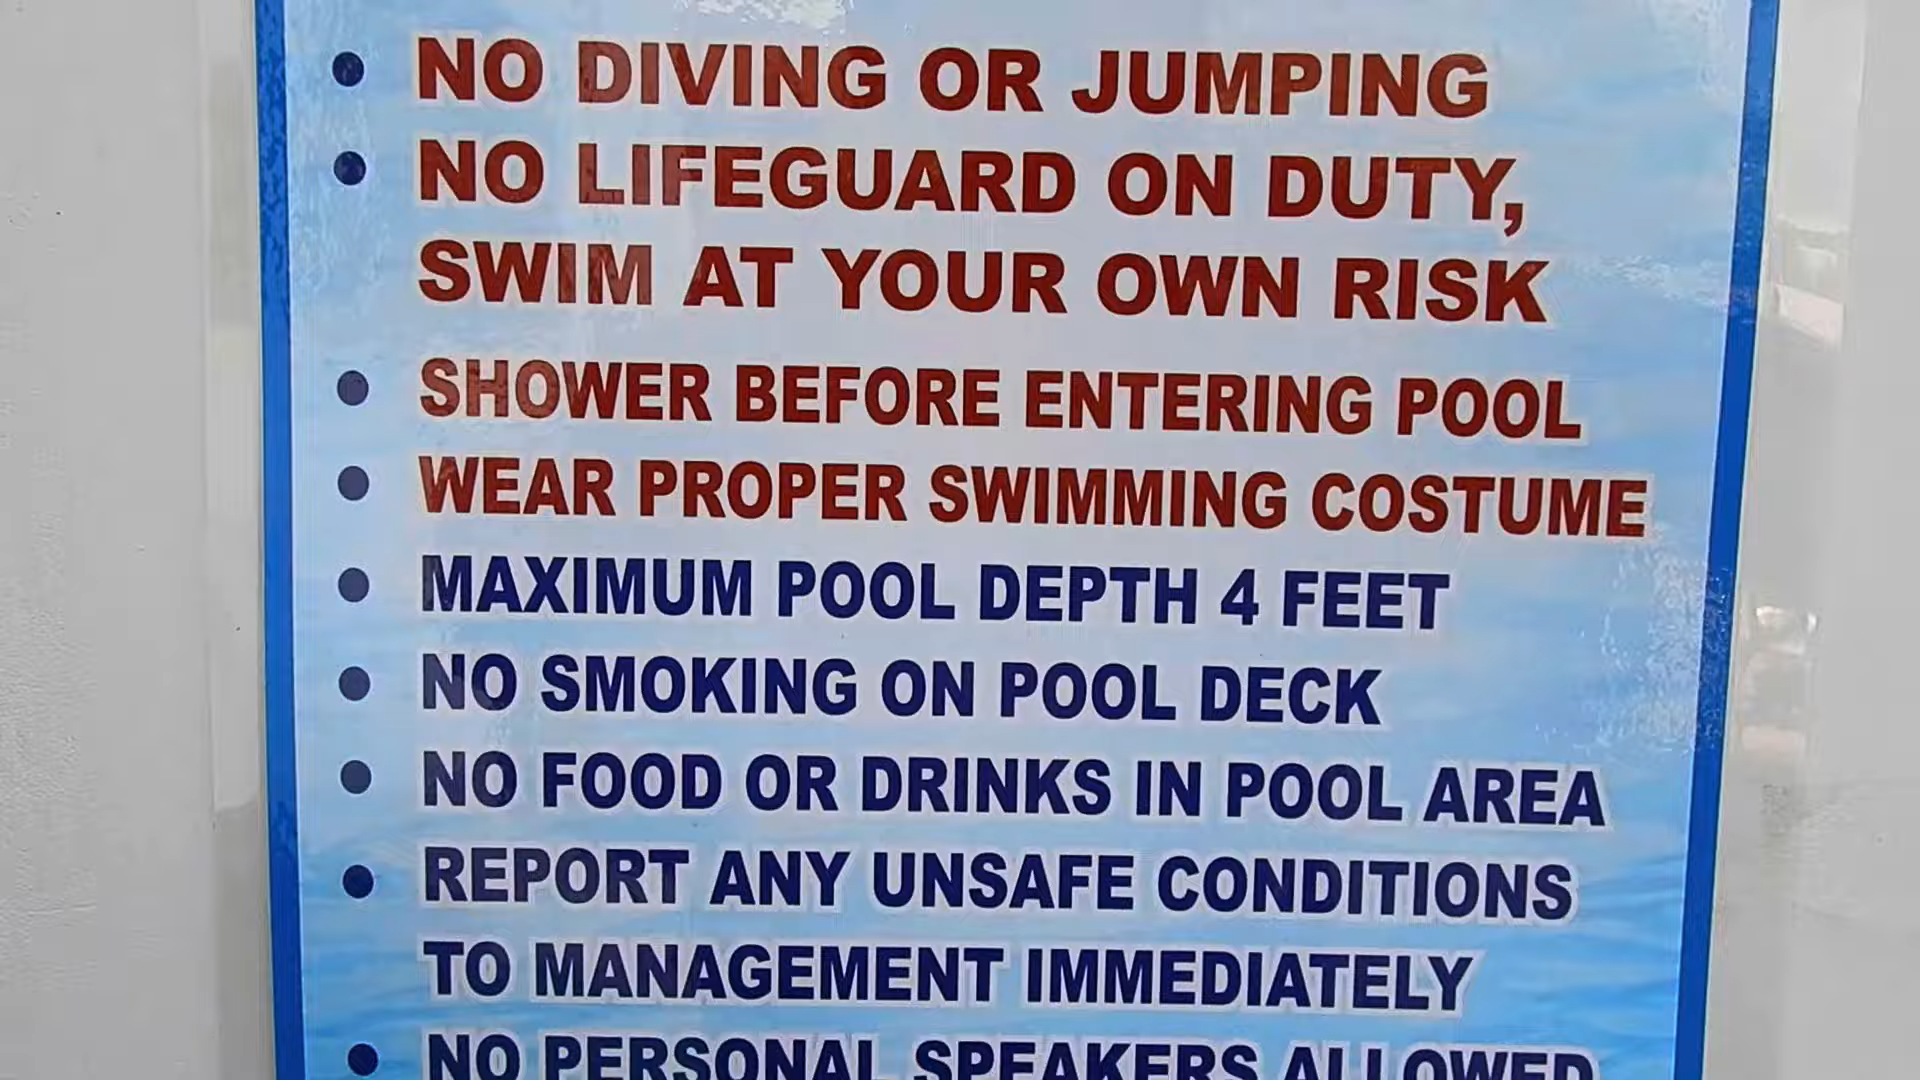 • NO DIVING OR JUMPING
• NO LIFEGUARD ON DUTY,
SWIM AT YOUR OWN RISK
• SHOWER BEFORE ENTERING POOL
• WEAR PROPER SWIMMING COSTUME
• MAXIMUM POOL DEPTH 4 FEET
• NO SMOKING ON POOL DECK
• NO FOOD OR DRINKS IN POOL AREA
• REPORT ANY UNSAFE CONDITIONS
TO MANAGEMENT IMMEDIATELY
• NO PERSONAL SPEAKERS ALLOWED